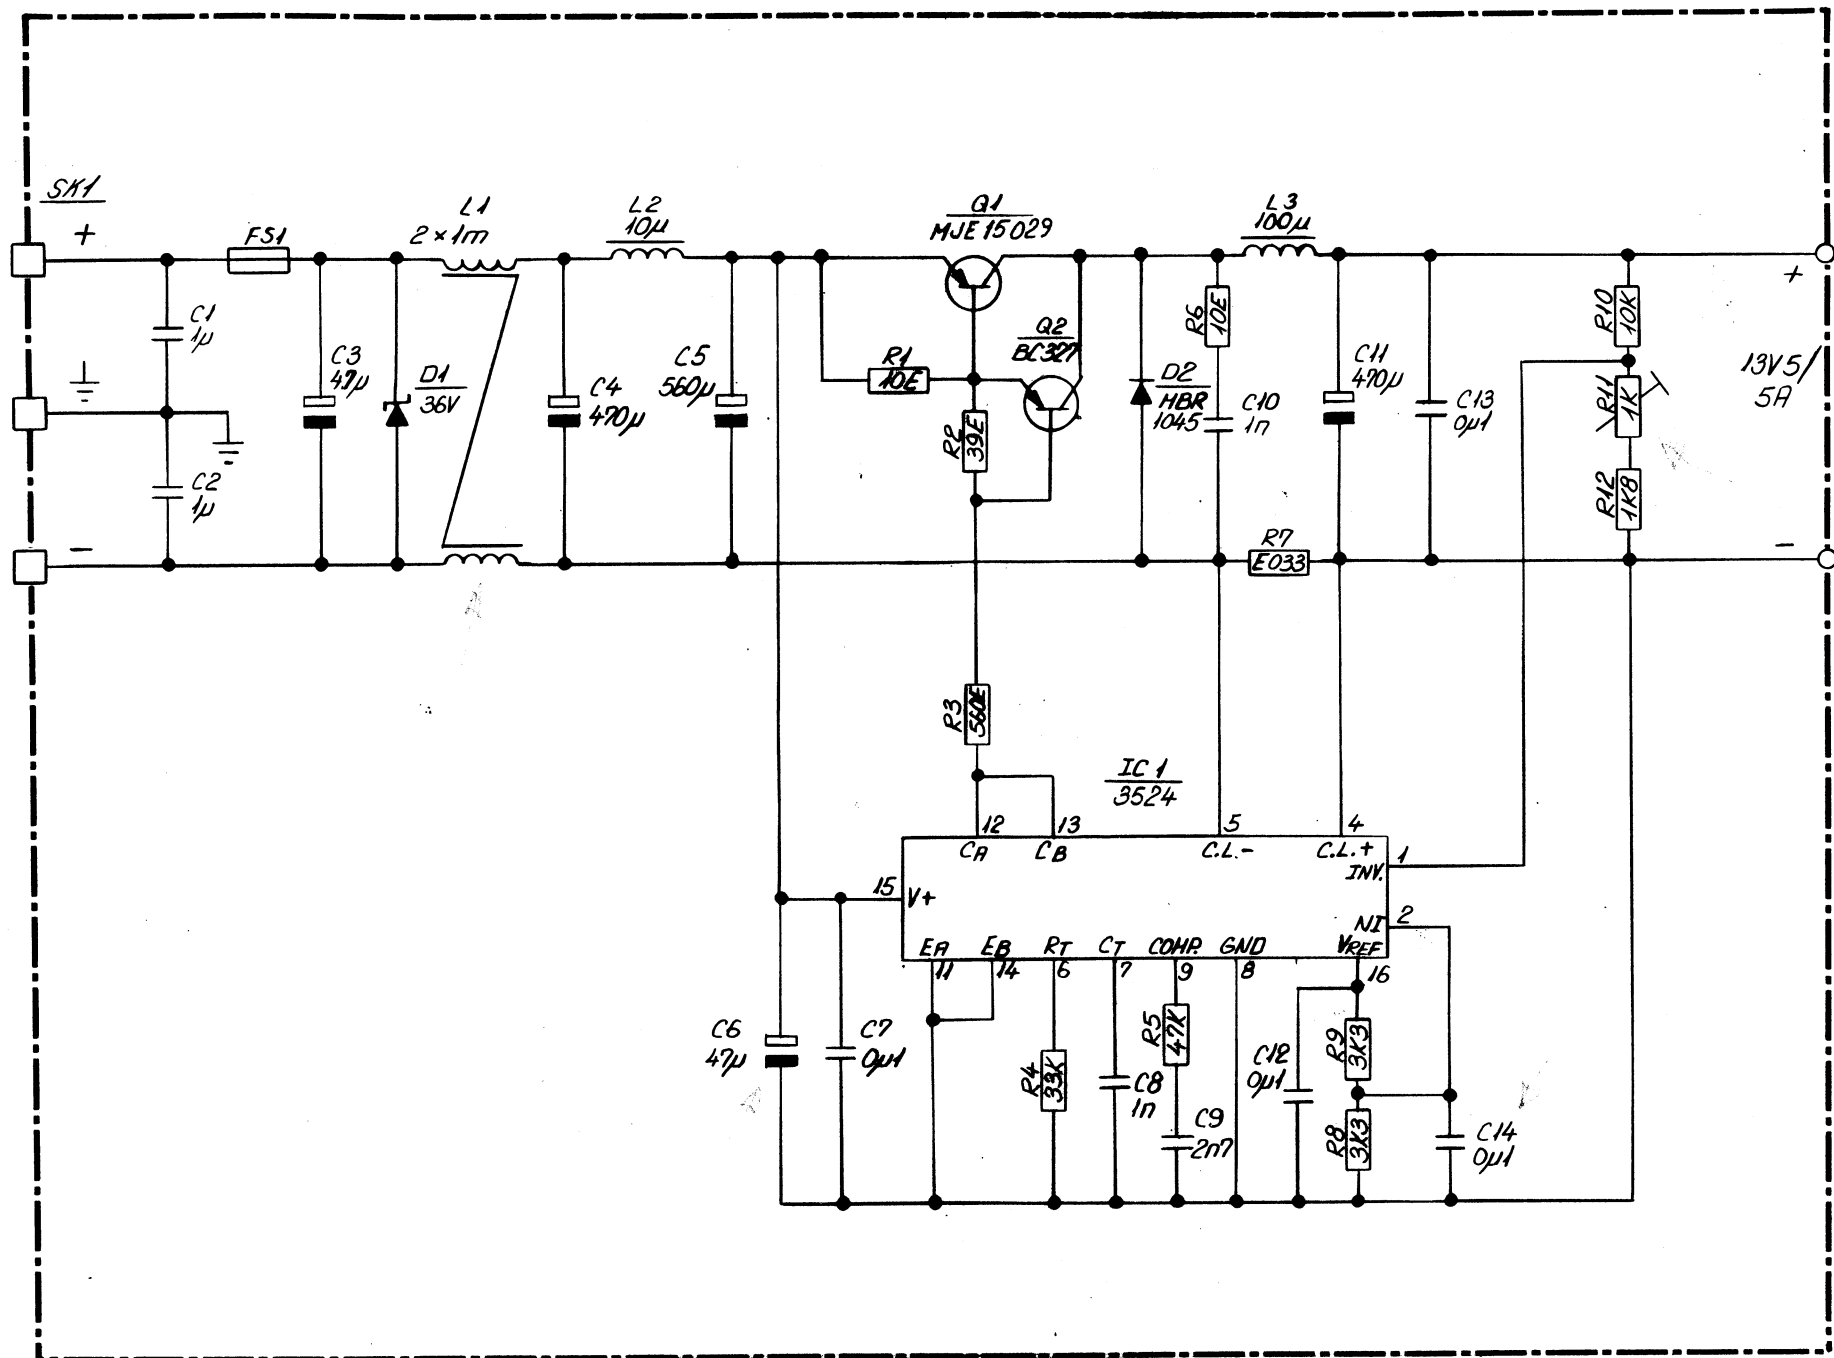 SK1
+
FS1
L1
2×1m
L2
10µ
Q1
MJE 15029
L3
100µ
+
C1
1µ
C3
47µ
D1
36V
C4
470µ
C5
560µ
R1
10E
Q2
BC327
R2
39E
D2
MBR
1045
R6
10E
C10
1n
C11
470µ
C13
0µ1
R10
10K
R11
1K
R12
1K8
13V5/
5A
C2
1µ
−
R7
E033
−
R3
560E
IC1
3524
12
13
5
4
CA
CB
C.L.-
C.L.+
INV.
1
15
V+
NI
2
EA
EB
RT
CT
COMP.
GND
VREF
11
14
6
7
9
8
16
C6
47µ
C7
0µ1
R4
33K
C8
1n
R5
47K
C9
2n7
C12
0µ1
R9
3K3
R8
3K3
C14
0µ1